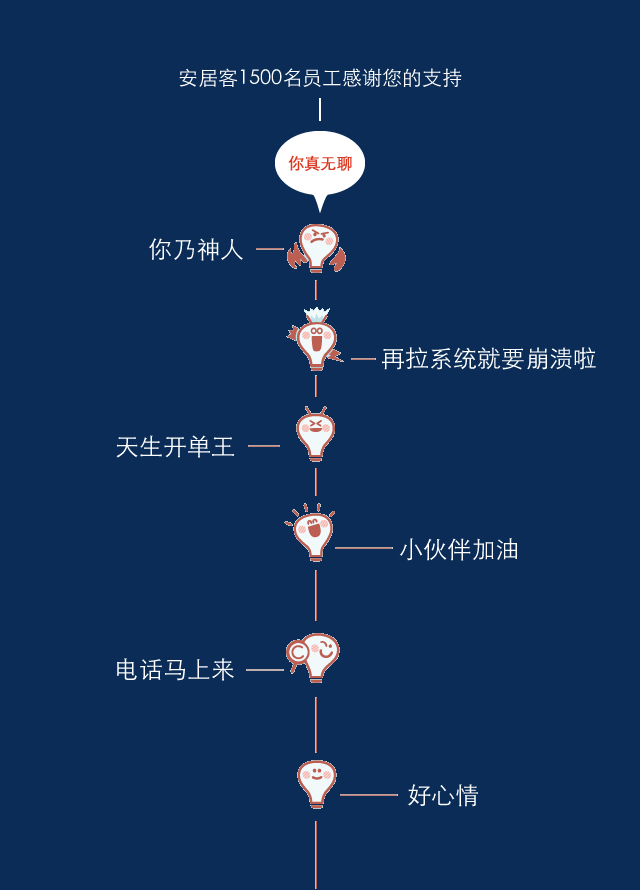 安居客1500名员工感谢您的支持
你真无聊
你乃神人
再拉系统就要崩溃啦
天生开单王
小伙伴加油
电话马上来
好心情